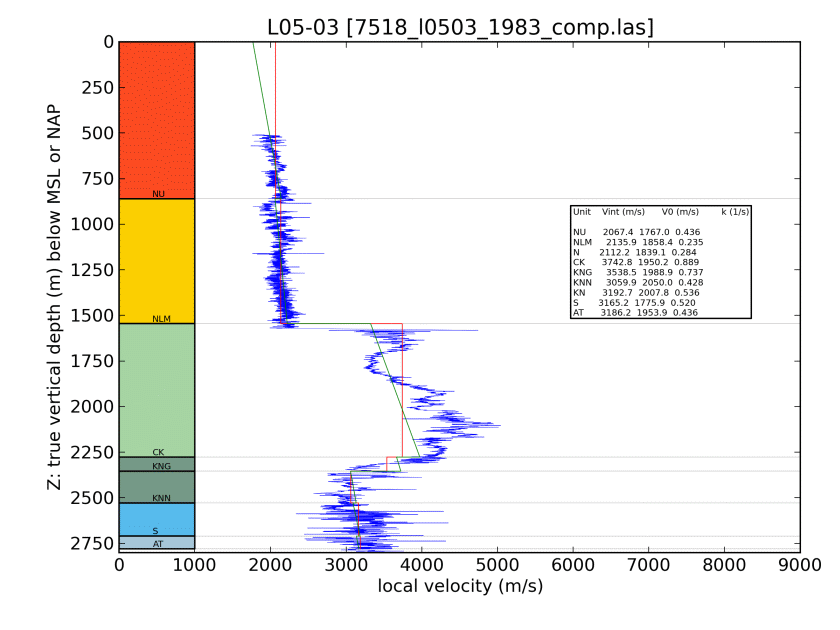 L05-03 [7518_l0503_1983_comp.las]
Z: true vertical depth (m) below MSL or NAP
0
250
500
750
1000
1250
1500
1750
2000
2250
2500
2750
NU
NLM
CK
KNG
KNN
S
AT
Unit Vint (m/s) V0 (m/s) k (1/s)
NU 2067.4 1767.0 0.436
NLM 2135.9 1858.4 0.235
N 2112.2 1839.1 0.284
CK 3742.8 1950.2 0.889
KNG 3538.5 1988.9 0.737
KNN 3059.9 2050.0 0.428
KN 3192.7 2007.8 0.536
S 3165.2 1775.9 0.520
AT 3186.2 1953.9 0.436
0 1000 2000 3000 4000 5000 6000 7000 8000 9000
local velocity (m/s)